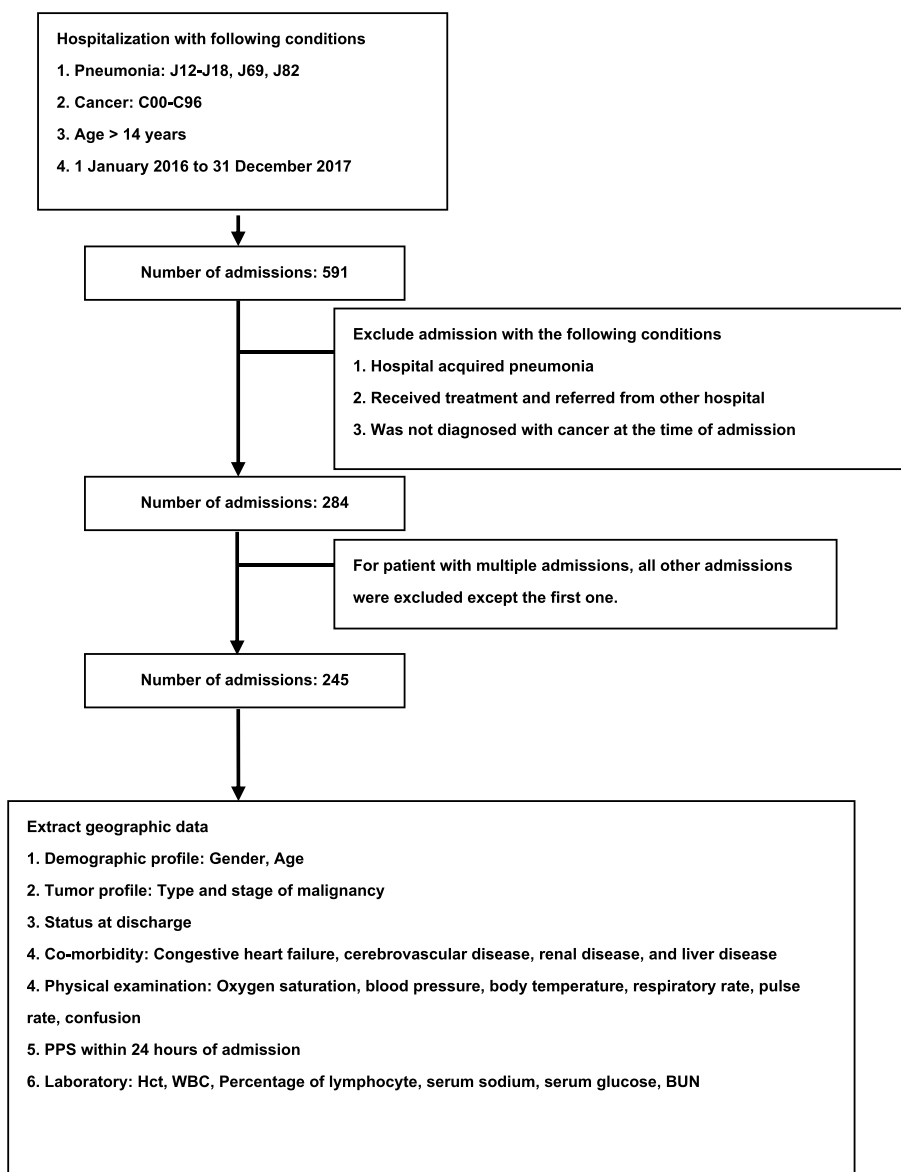 Hospitalization with following conditions
1. Pneumonia: J12-J18, J69, J82
2. Cancer: C00-C96
3. Age > 14 years
4. 1 January 2016 to 31 December 2017
Number of admissions: 591
Exclude admission with the following conditions
1. Hospital acquired pneumonia
2. Received treatment and referred from other hospital
3. Was not diagnosed with cancer at the time of admission
Number of admissions: 284
For patient with multiple admissions, all other admissions
were excluded except the first one.
Number of admissions: 245
Extract geographic data
1. Demographic profile: Gender, Age
2. Tumor profile: Type and stage of malignancy
3. Status at discharge
4. Co-morbidity: Congestive heart failure, cerebrovascular disease, renal disease, and liver disease
4. Physical examination: Oxygen saturation, blood pressure, body temperature, respiratory rate, pulse
rate, confusion
5. PPS within 24 hours of admission
6. Laboratory: Hct, WBC, Percentage of lymphocyte, serum sodium, serum glucose, BUN